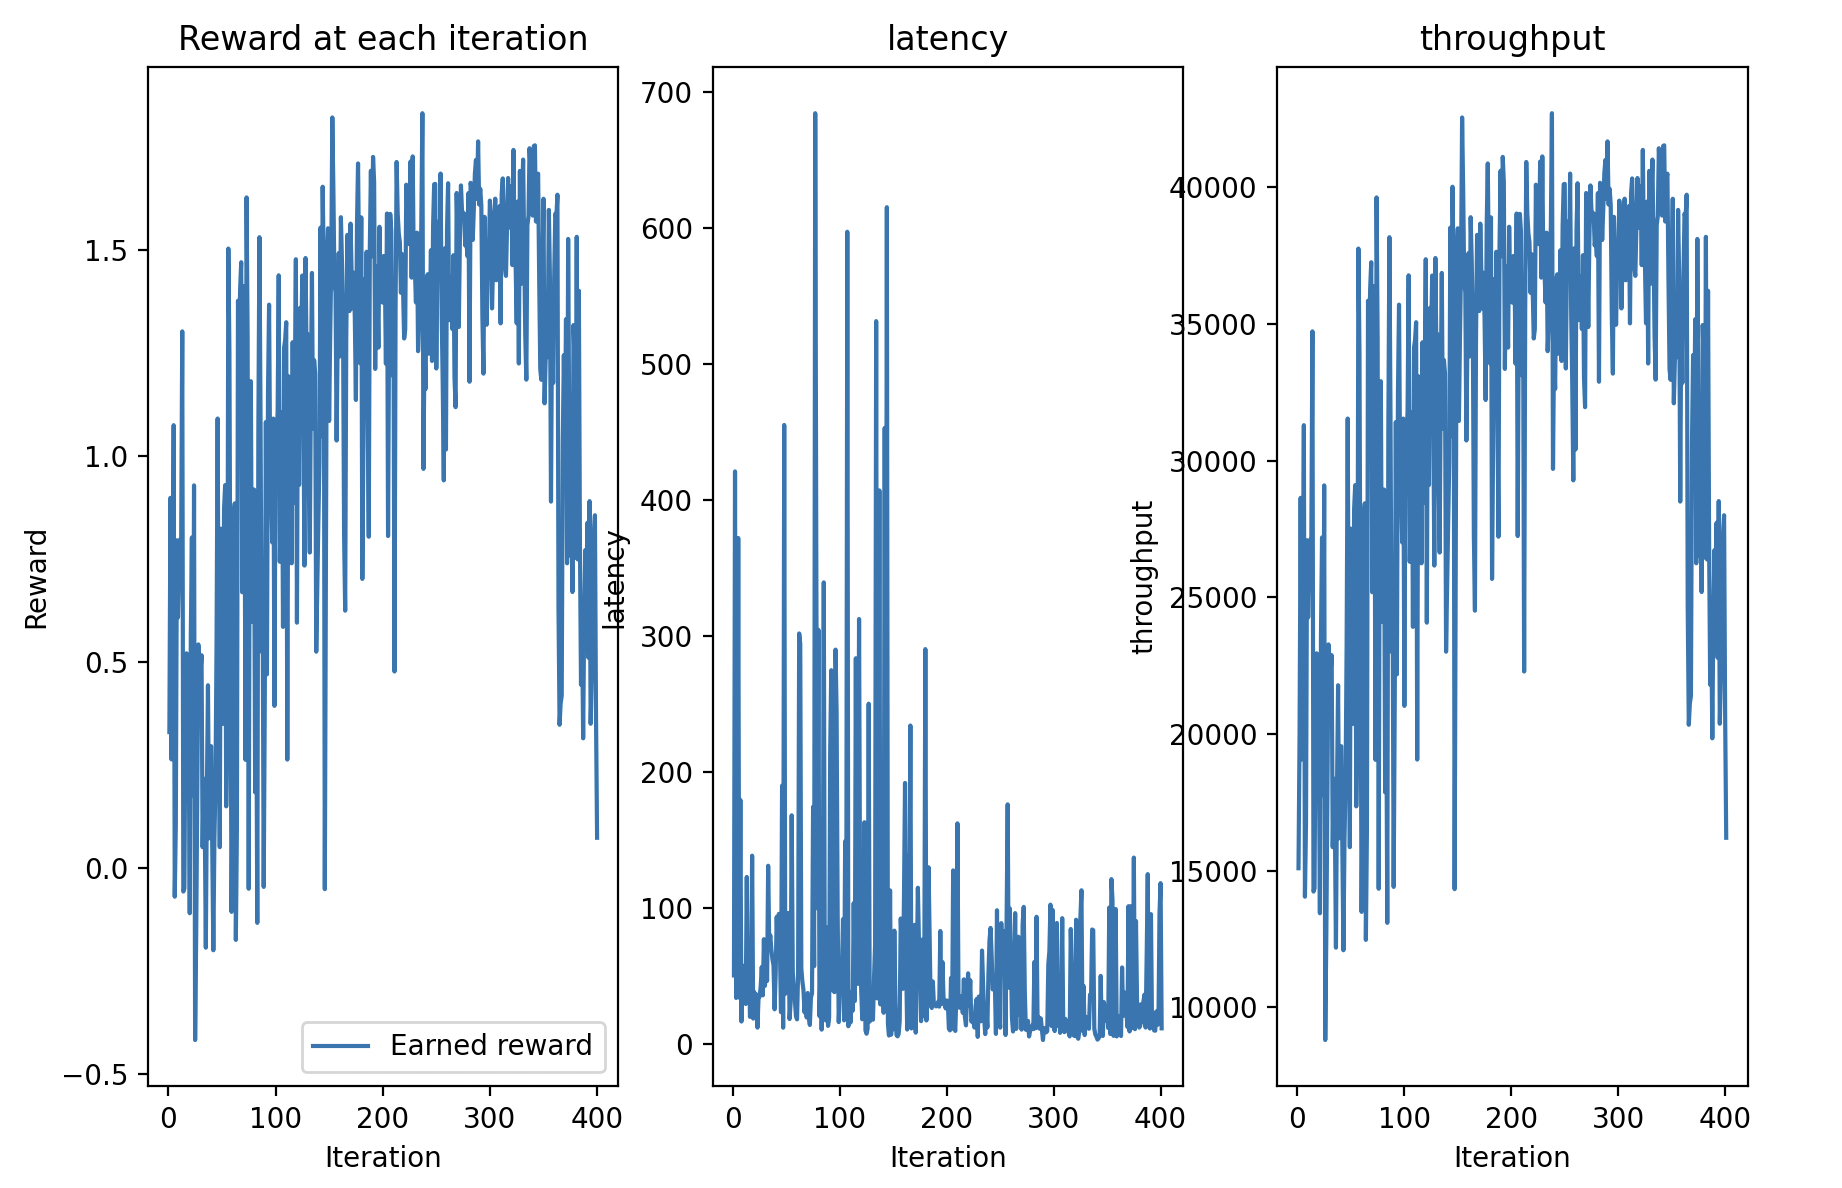 Reward at each iteration
Reward
1.5
1.0
0.5
0.0
−0.5
Earned reward
0 100 200 300 400
Iteration
latency
latency
700
600
500
400
300
200
100
0
0 100 200 300 400
Iteration
throughput
throughput
40000
35000
30000
25000
20000
15000
10000
0 100 200 300 400
Iteration